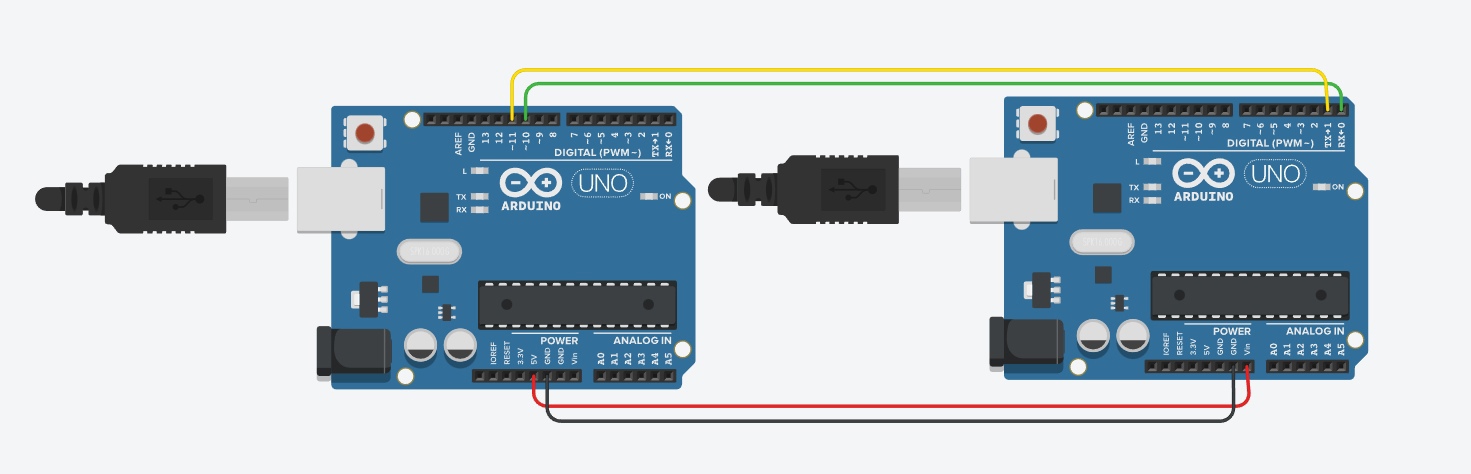 AREF
GND
13
12
~11
~10
~9
8
7
~6
~5
4
~3
2
TX→1
RX←0
DIGITAL (PWM~)
L
TX
RX
ARDUINO
UNO
ON
POWER
ANALOG IN
IOREF
RESET
3.3V
5V
GND
GND
Vin
A0
A1
A2
A3
A4
A5
AREF
GND
13
12
~11
~10
~9
8
7
~6
~5
4
~3
2
TX→1
RX←0
DIGITAL (PWM~)
L
TX
RX
ARDUINO
UNO
ON
POWER
ANALOG IN
IOREF
RESET
3.3V
5V
GND
GND
Vin
A0
A1
A2
A3
A4
A5